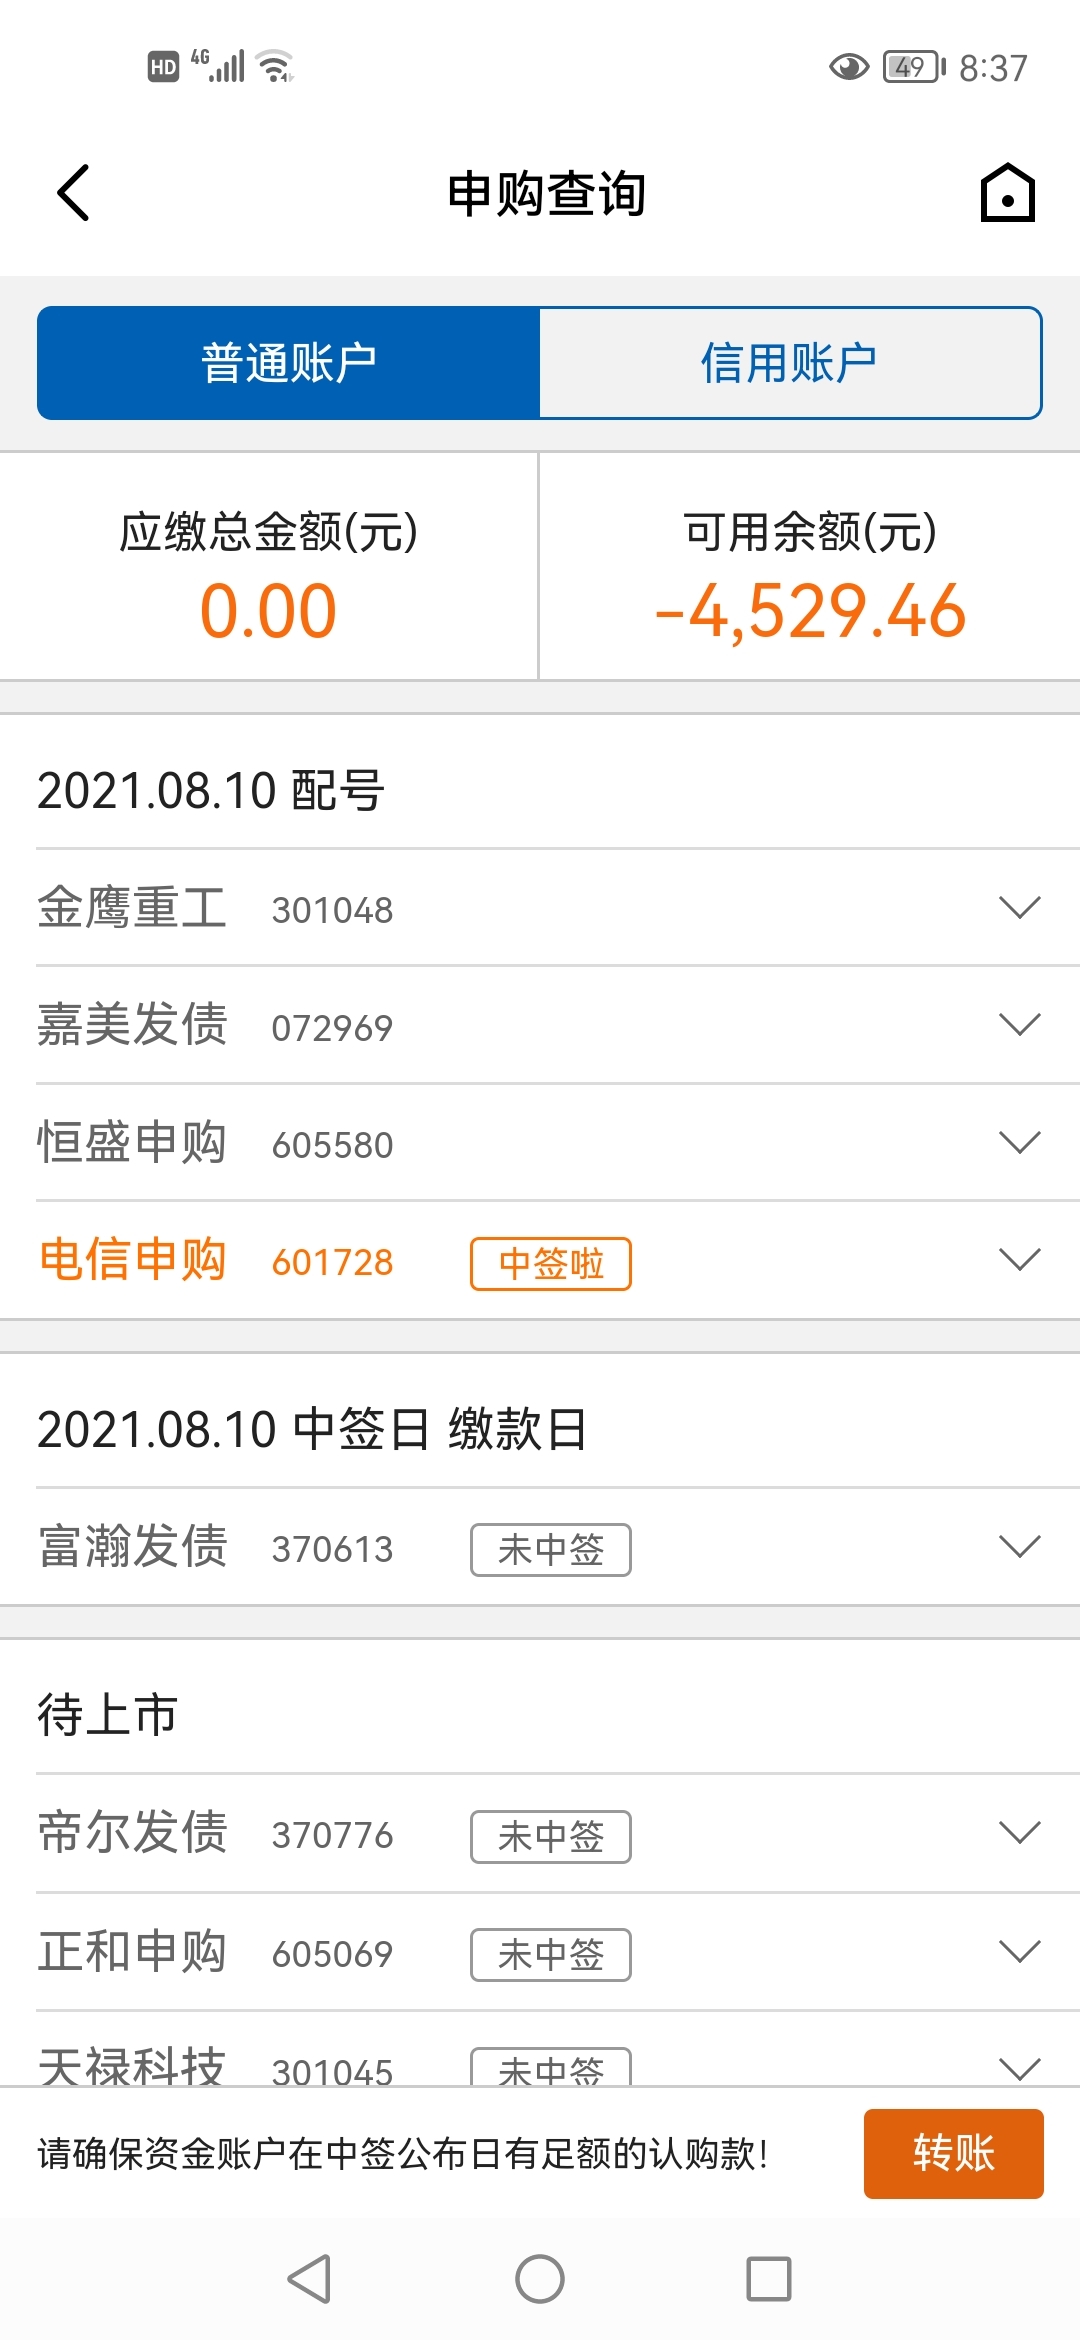 HD 4G 49 8:37
申购查询
普通账户 信用账户
应缴总金额(元) 可用余额(元)
0.00 -4,529.46
2021.08.10 配号
金鹰重工 301048
嘉美发债 072969
恒盛申购 605580
电信申购 601728 中签啦
2021.08.10 中签日 缴款日
富瀚发债 370613 未中签
待上市
帝尔发债 370776 未中签
正和申购 605069 未中签
天禄科技 301045 未中签
请确保资金账户在中签公布日有足额的认购款! 转账